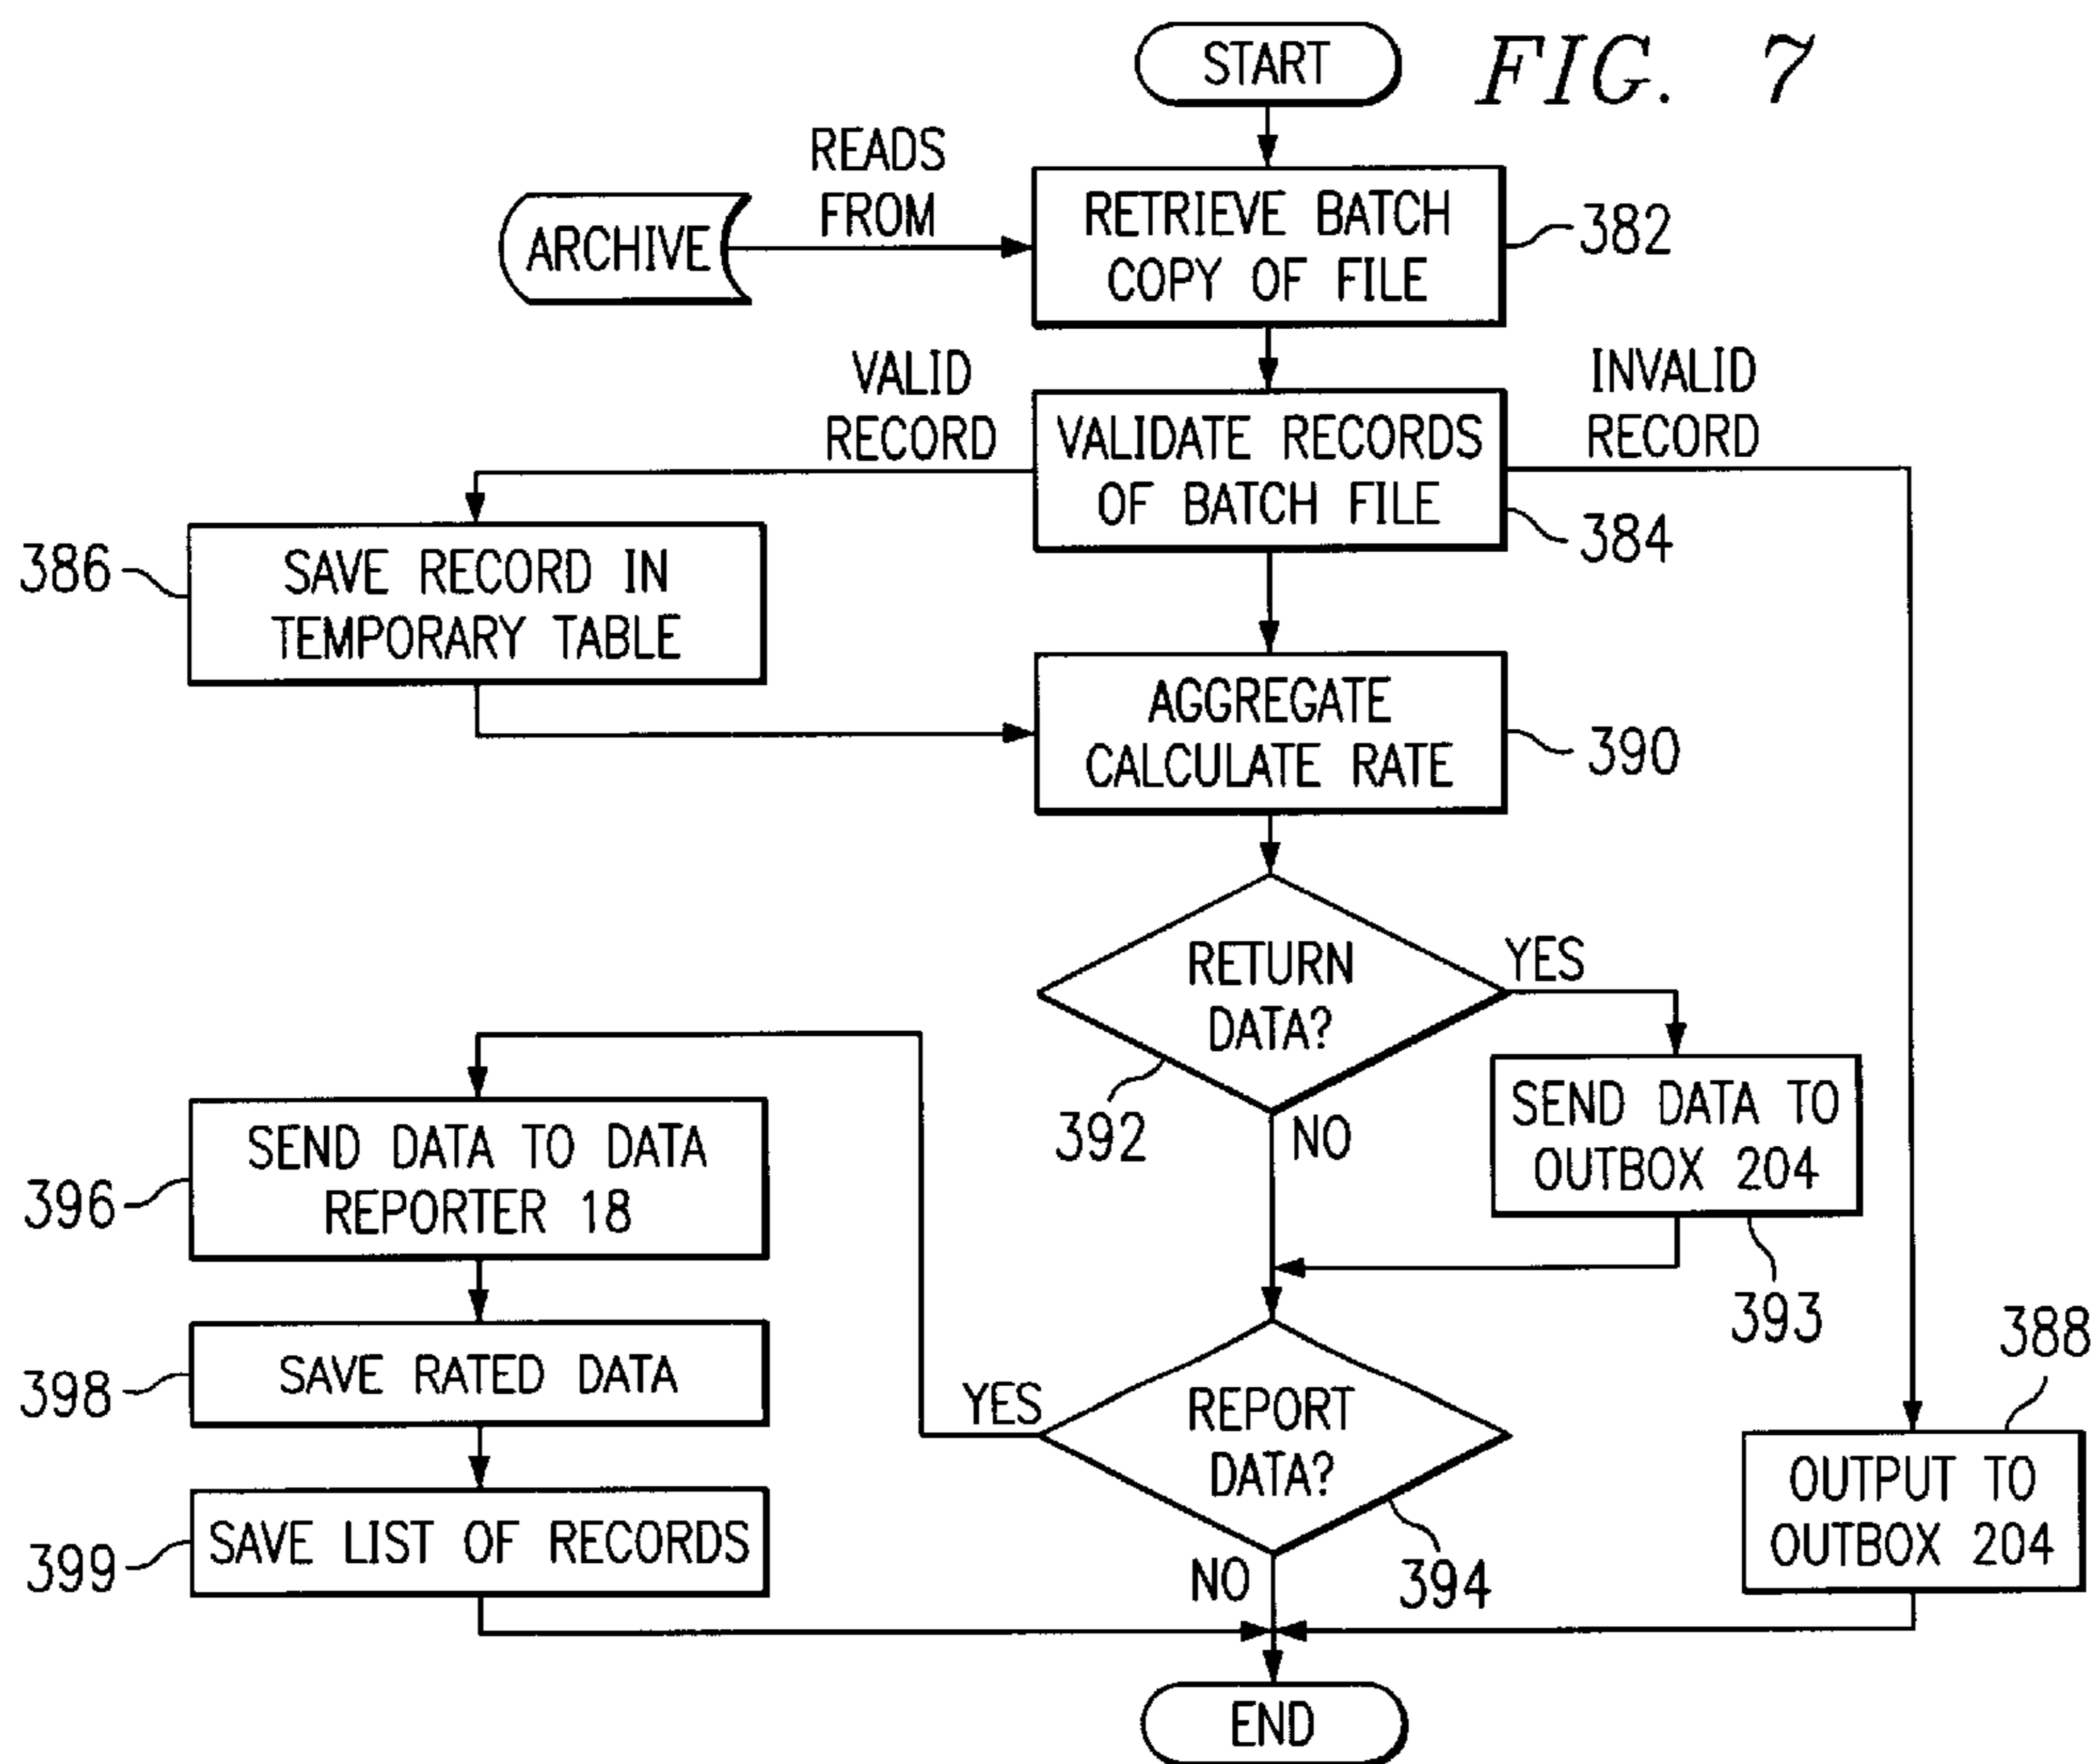 START
FIG. 7
READS
FROM
ARCHIVE
RETRIEVE BATCH
COPY OF FILE
382
VALID
RECORD
INVALID
RECORD
VALIDATE RECORDS
OF BATCH FILE
384
386
SAVE RECORD IN
TEMPORARY TABLE
AGGREGATE
CALCULATE RATE
390
RETURN
DATA?
YES
392
NO
SEND DATA TO
OUTBOX 204
393
396
SEND DATA TO DATA
REPORTER 18
398
SAVE RATED DATA
399
SAVE LIST OF RECORDS
YES
REPORT
DATA?
394
NO
388
OUTPUT TO
OUTBOX 204
END